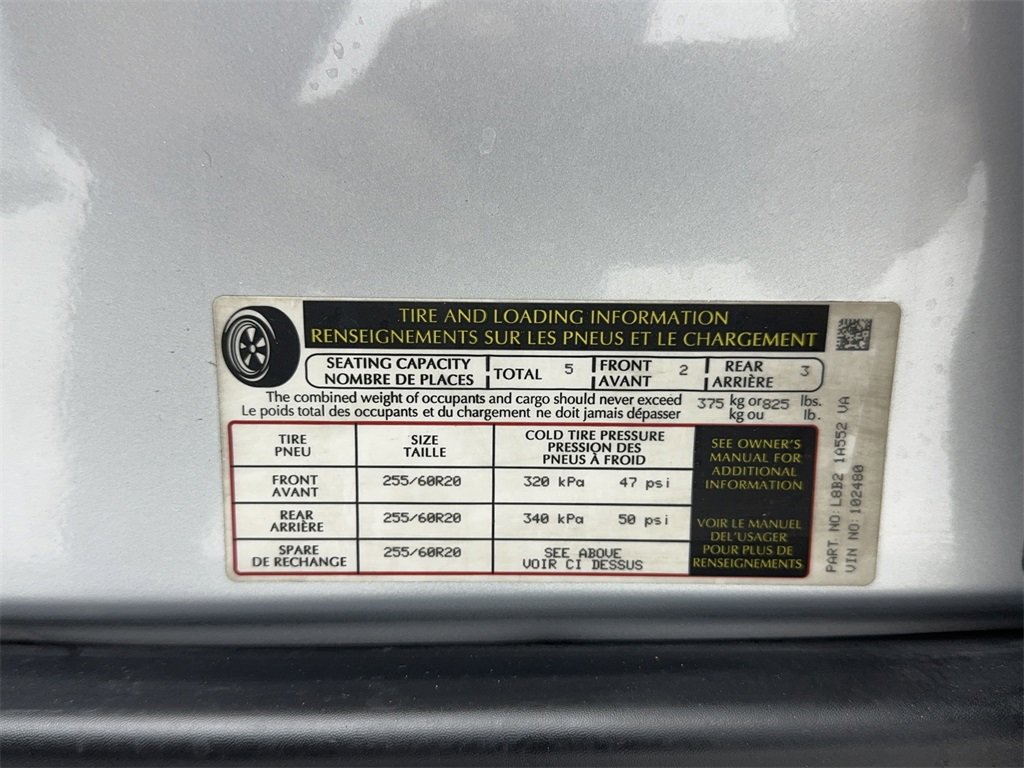 TIRE AND LOADING INFORMATION
RENSEIGNEMENTS SUR LES PNEUS ET LE CHARGEMENT
SEATING CAPACITY
NOMBRE DE PLACES
TOTAL 5
FRONT
AVANT
2
REAR
ARRIÈRE
3
The combined weight of occupants and cargo should never exceed 375 kg or 825 lbs.
Le poids total des occupants et du chargement ne doit jamais dépasser kg ou lb.
TIRE
PNEU
SIZE
TAILLE
COLD TIRE PRESSURE
PRESSION DES
PNEUS À FROID
FRONT
AVANT
255/60R20
320 kPa 47 psi
REAR
ARRIÈRE
255/60R20
340 kPa 50 psi
SPARE
DE RECHANGE
255/60R20
SEE ABOVE
VOIR CI DESSUS
SEE OWNER'S
MANUAL FOR
ADDITIONAL
INFORMATION
VOIR LE MANUEL
DEL'USAGER
POUR PLUS DE
RENSEIGNEMENTS
PART NO: L8B2 1A552 VA
VIN NO: 102480